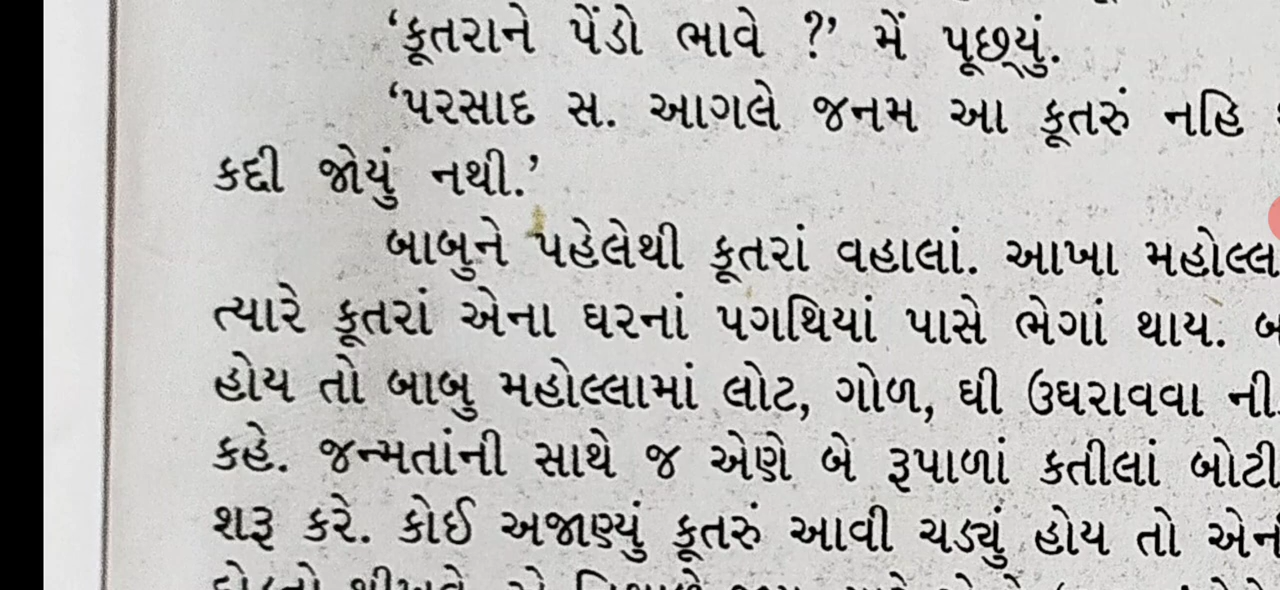 ‘કૂતરાને પેંડો ભાવે ?’ મેં પૂછ્યું.
‘પરસાદ સ. આગલે જનમ આ કૂતરું નહિ
કદ્દી જોયું નથી.’
બાબુને પહેલેથી કૂતરાં વહાલાં. આખા મહોલ્લ
ત્યારે કૂતરાં એના ઘરનાં પગથિયાં પાસે ભેગાં થાય. બ
હોય તો બાબુ મહોલ્લામાં લોટ, ગોળ, ઘી ઉઘરાવવા ની
કહે. જન્મતાંની સાથે જ એણે બે રૂપાળાં કતીલાં બોટી
શરૂ કરે. કોઈ અજાણ્યું કૂતરું આવી ચડ્યું હોય તો એન